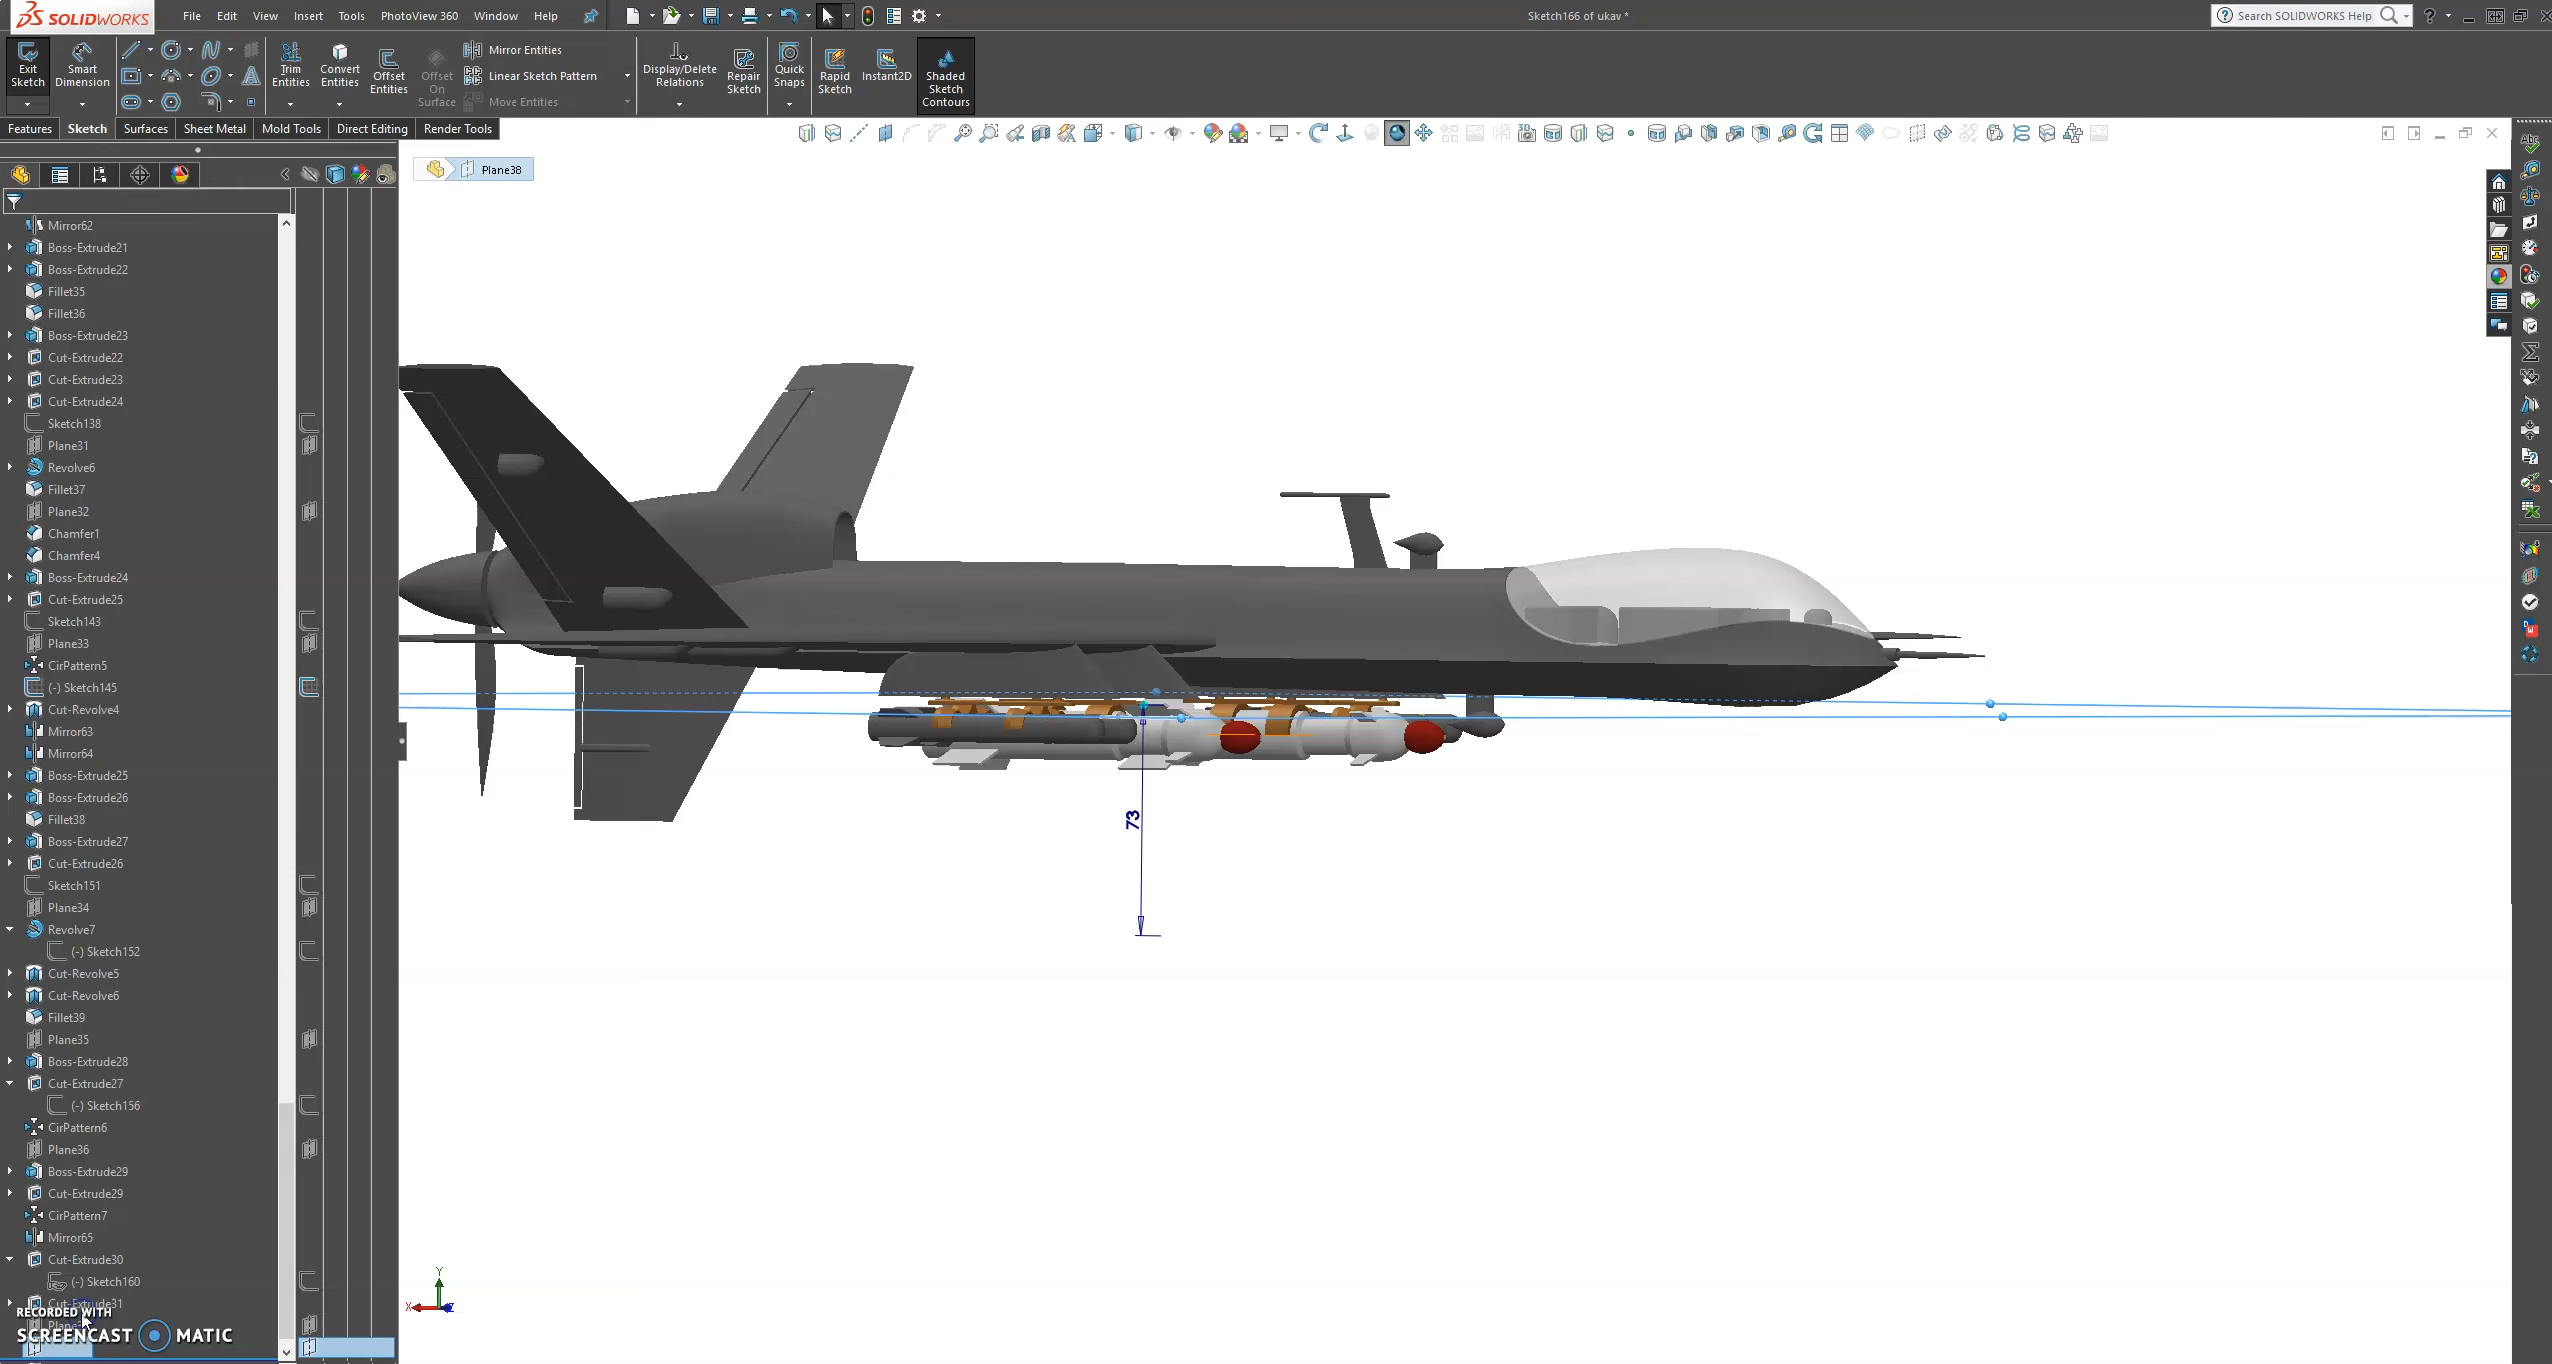 SOLIDWORKS
File Edit View Insert Tools PhotoView 360 Window Help
Sketch166 of ukav *
Search SOLIDWORKS Help
Exit Sketch
Smart Dimension
Trim Entities
Convert Entities
Offset Entities
Offset On Surface
Mirror Entities
Linear Sketch Pattern
Move Entities
Display/Delete Relations
Repair Sketch
Quick Snaps
Rapid Sketch
Instant2D
Shaded Sketch Contours
Features Sketch Surfaces Sheet Metal Mold Tools Direct Editing Render Tools
Plane38
Mirror62
Boss-Extrude21
Boss-Extrude22
Fillet35
Fillet36
Boss-Extrude23
Cut-Extrude22
Cut-Extrude23
Cut-Extrude24
Sketch138
Plane31
Revolve6
Fillet37
Plane32
Chamfer1
Chamfer4
Boss-Extrude24
Cut-Extrude25
Sketch143
Plane33
CirPattern5
(-) Sketch145
Cut-Revolve4
Mirror63
Mirror64
Boss-Extrude25
Boss-Extrude26
Fillet38
Boss-Extrude27
Cut-Extrude26
Sketch151
Plane34
Revolve7
(-) Sketch152
Cut-Revolve5
Cut-Revolve6
Fillet39
Plane35
Boss-Extrude28
Cut-Extrude27
(-) Sketch156
CirPattern6
Plane36
Boss-Extrude29
Cut-Extrude29
CirPattern7
Mirror65
Cut-Extrude30
(-) Sketch160
Cut-Extrude31
RECORDED WITH
SCREENCAST MATIC
73
Y
X
Z